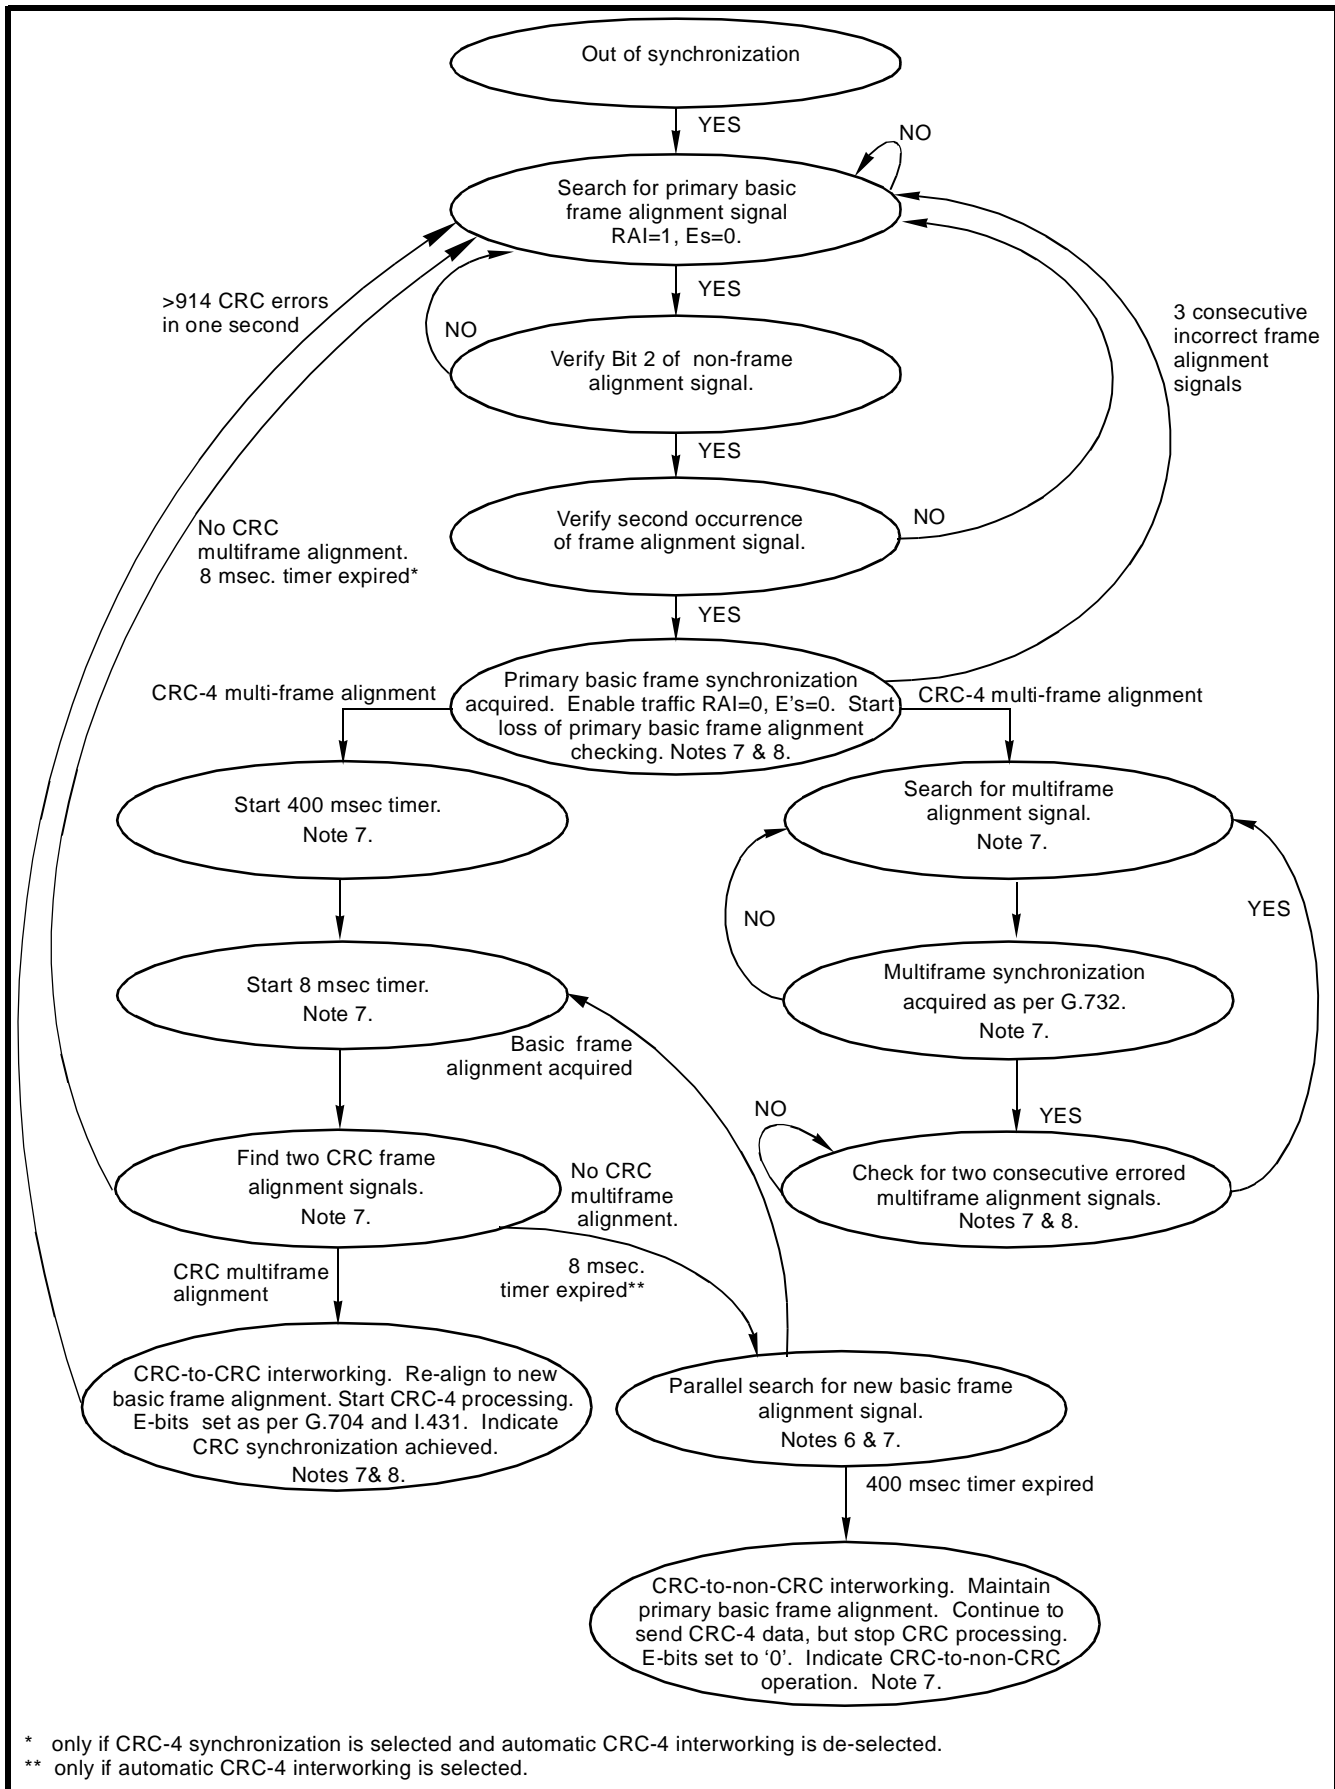 Out of synchronization
YES
NO
Search for primary basic
frame alignment signal
RAI=1, Es=0.
YES
>914 CRC errors
in one second
NO
3 consecutive
incorrect frame
alignment
signals
Verify Bit 2 of non-frame
alignment signal.
YES
Verify second occurrence
of frame alignment signal.
NO
No CRC
multiframe alignment.
8 msec. timer expired*
YES
CRC-4 multi-frame alignment
Primary basic frame synchronization
acquired. Enable traffic RAI=0, E's=0. Start
loss of primary basic frame alignment
checking. Notes 7 & 8.
CRC-4 multi-frame alignment
Start 400 msec timer.
Note 7.
Search for multiframe
alignment signal.
Note 7.
NO
YES
Start 8 msec timer.
Note 7.
Multiframe synchronization
acquired as per G.732.
Note 7.
Basic frame
alignment acquired
NO
YES
Find two CRC frame
alignment signals.
Note 7.
No CRC
multiframe
alignment.
Check for two consecutive errored
multiframe alignment signals.
Notes 7 & 8.
CRC multiframe
alignment
8 msec.
timer expired**
CRC-to-CRC interworking. Re-align to new
basic frame alignment. Start CRC-4 processing.
E-bits set as per G.704 and I.431. Indicate
CRC synchronization achieved.
Notes 7& 8.
Parallel search for new basic frame
alignment signal.
Notes 6 & 7.
400 msec timer expired
CRC-to-non-CRC interworking. Maintain
primary basic frame alignment. Continue to
send CRC-4 data, but stop CRC processing.
E-bits set to ‘0’. Indicate CRC-to-non-CRC
operation. Note 7.
* only if CRC-4 synchronization is selected and automatic CRC-4 interworking is de-selected.
** only if automatic CRC-4 interworking is selected.